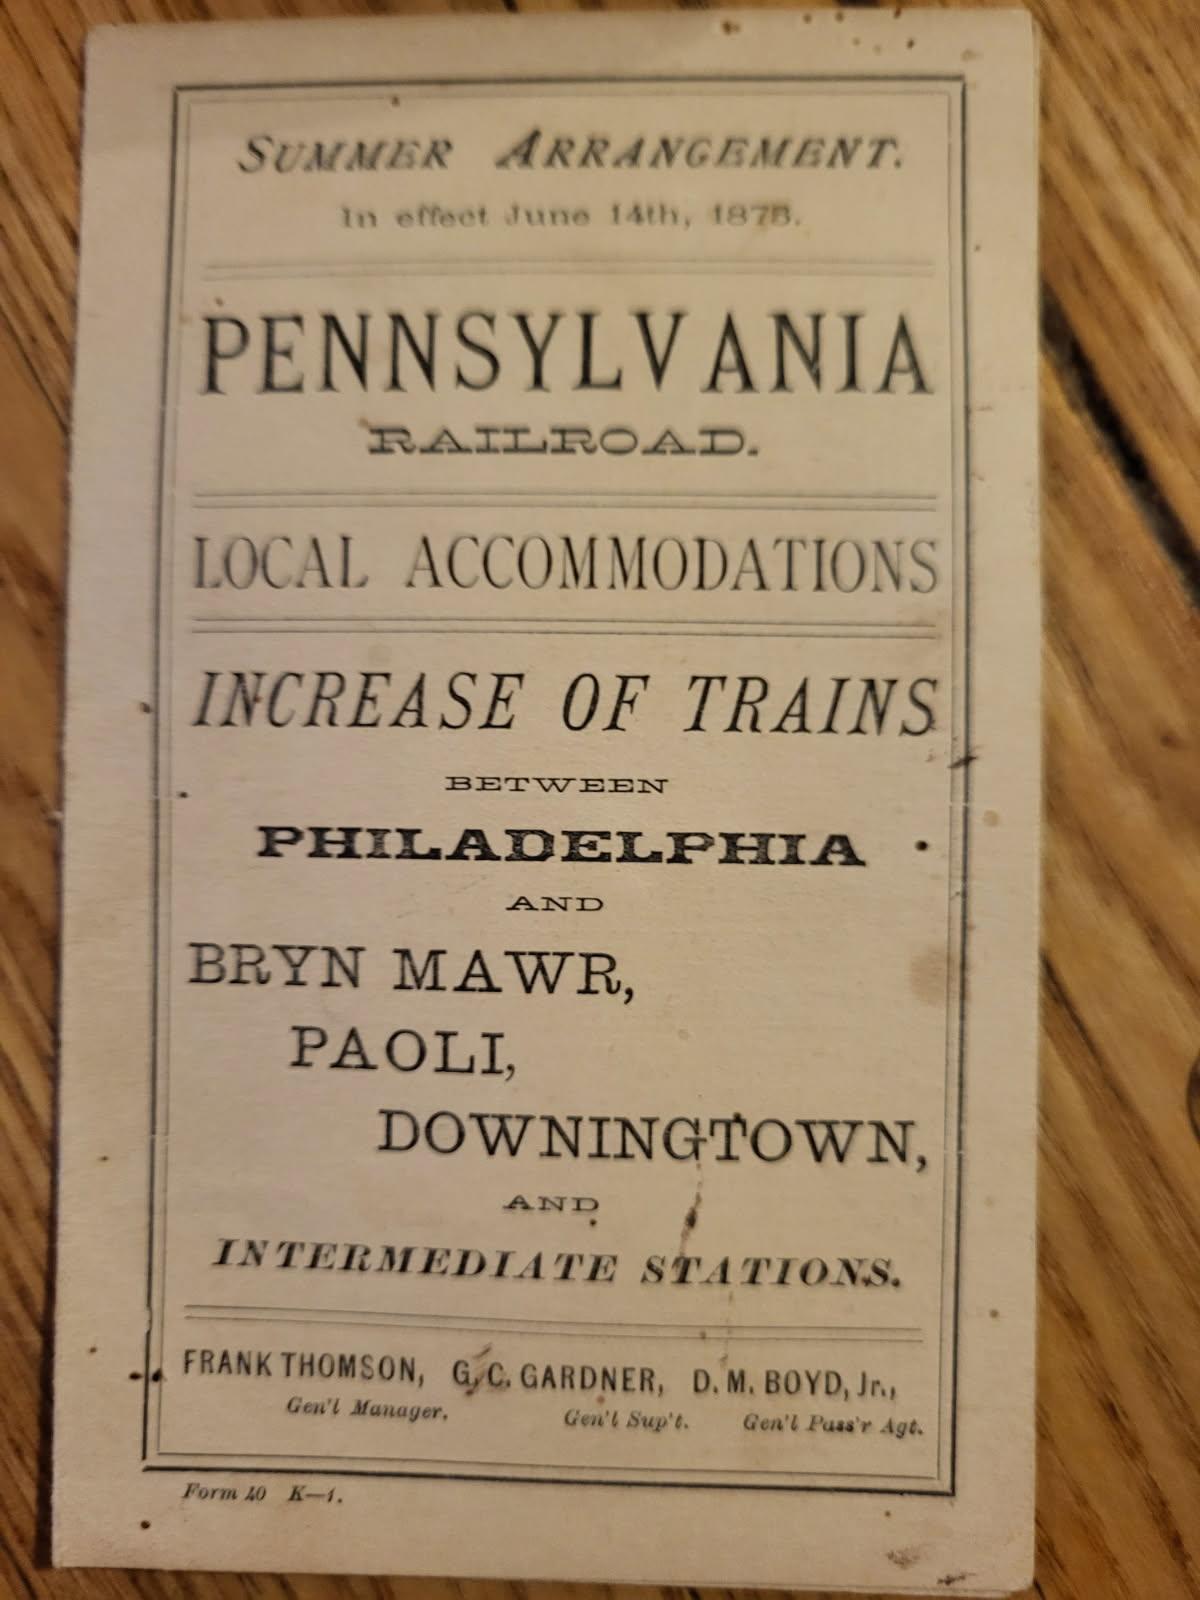 SUMMER ARRANGEMENT.
In effect June 14th, 1875.
PENNSYLVANIA
RAILROAD.
LOCAL ACCOMMODATIONS
INCREASE OF TRAINS
BETWEEN
PHILADELPHIA
AND
BRYN MAWR,
PAOLI,
DOWNINGTOWN,
AND
INTERMEDIATE STATIONS.
FRANK THOMSON, G. C. GARDNER, D. M. BOYD, Jr.,
Gen'l Manager. Gen'l Sup't. Gen'l Pass'r Agt.
Form 40 K—1.